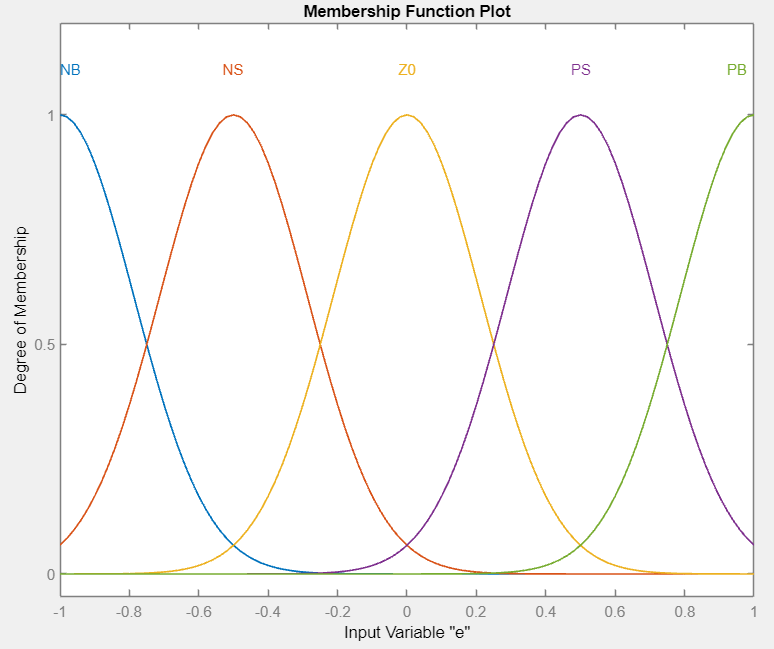 Membership Function Plot
NB NS Z0 PS PB
1
0.5
0
Degree of Membership
-1 -0.8 -0.6 -0.4 -0.2 0 0.2 0.4 0.6 0.8 1
Input Variable "e"